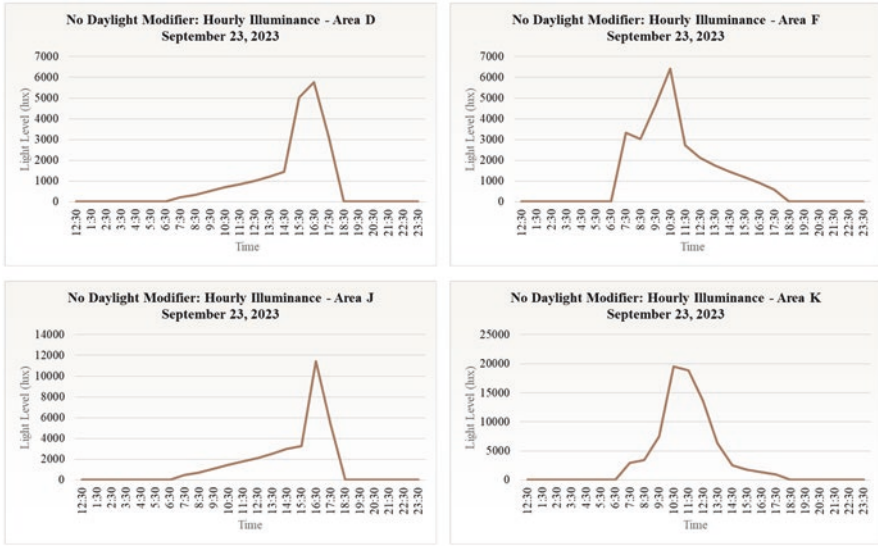 No Daylight Modifier: Hourly Illuminance - Area D
September 23, 2023
Light Level (lux)
7000
6000
5000
4000
3000
2000
1000
0
12:30 1:30 2:30 3:30 4:30 5:30 6:30 7:30 8:30 9:30 10:30 11:30 12:30 13:30 14:30 15:30 16:30 17:30 18:30 19:30 20:30 21:30 22:30 23:30
Time
No Daylight Modifier: Hourly Illuminance - Area F
September 23, 2023
Light Level (lux)
7000
6000
5000
4000
3000
2000
1000
0
12:30 1:30 2:30 3:30 4:30 5:30 6:30 7:30 8:30 9:30 10:30 11:30 12:30 13:30 14:30 15:30 16:30 17:30 18:30 19:30 20:30 21:30 22:30 23:30
Time
No Daylight Modifier: Hourly Illuminance - Area J
September 23, 2023
Light Level (lux)
14000
12000
10000
8000
6000
4000
2000
0
12:30 1:30 2:30 3:30 4:30 5:30 6:30 7:30 8:30 9:30 10:30 11:30 12:30 13:30 14:30 15:30 16:30 17:30 18:30 19:30 20:30 21:30 22:30 23:30
Time
No Daylight Modifier: Hourly Illuminance - Area K
September 23, 2023
Light Level (lux)
25000
20000
15000
10000
5000
0
12:30 1:30 2:30 3:30 4:30 5:30 6:30 7:30 8:30 9:30 10:30 11:30 12:30 13:30 14:30 15:30 16:30 17:30 18:30 19:30 20:30 21:30 22:30 23:30
Time